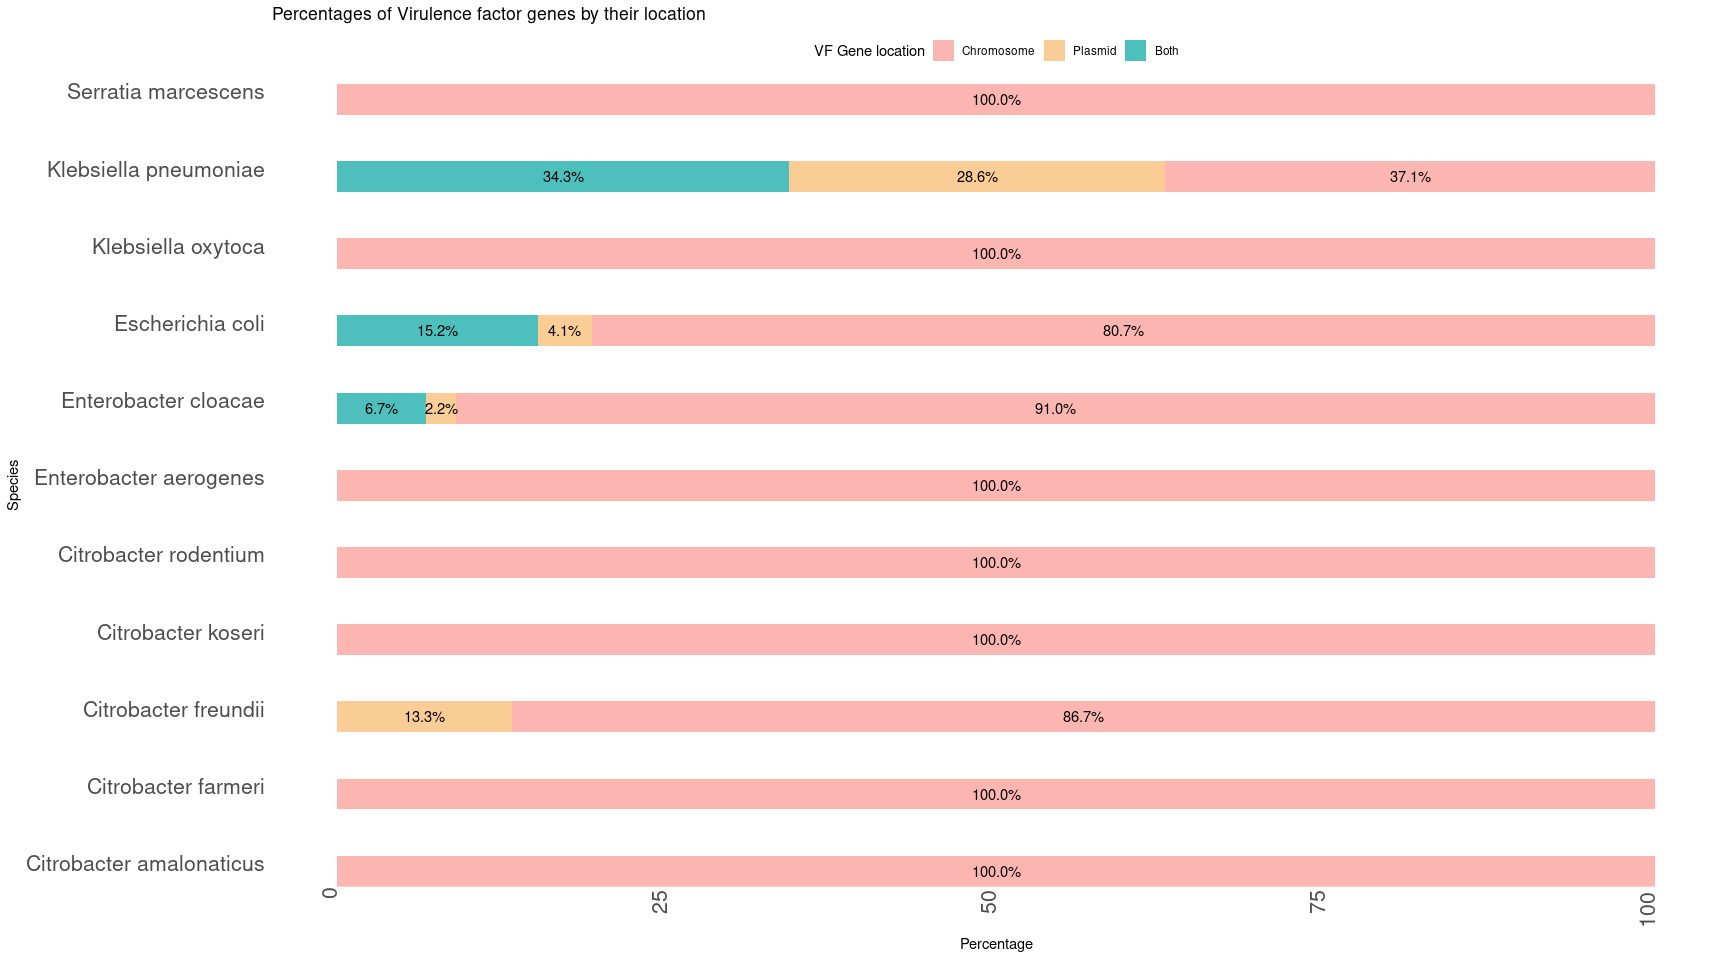 Percentages of Virulence factor genes by their location
VF Gene location Chromosome Plasmid Both
Serratia marcescens 100.0%
Klebsiella pneumoniae 34.3% 28.6% 37.1%
Klebsiella oxytoca 100.0%
Escherichia coli 15.2% 4.1% 80.7%
Enterobacter cloacae 6.7% 2.2% 91.0%
Species
Enterobacter aerogenes 100.0%
Citrobacter rodentium 100.0%
Citrobacter koseri 100.0%
Citrobacter freundii 13.3% 86.7%
Citrobacter farmeri 100.0%
Citrobacter amalonaticus 100.0%
0 25 50 75 100
Percentage